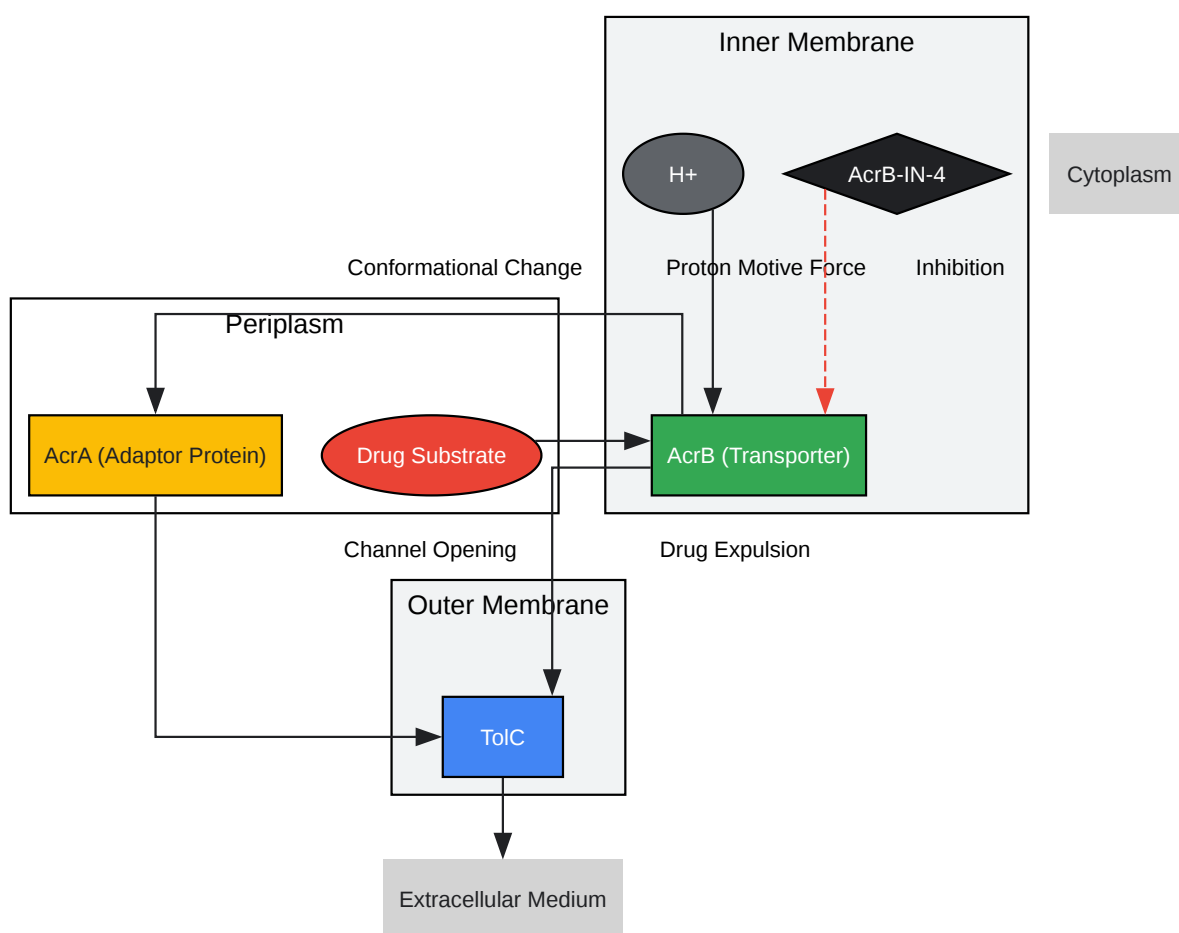 Inner Membrane
H+
AcrB-IN-4
Cytoplasm
Conformational Change
Proton Motive Force
Inhibition
Periplasm
AcrA (Adaptor Protein)
Drug Substrate
AcrB (Transporter)
Channel Opening
Drug Expulsion
Outer Membrane
TolC
Extracellular Medium